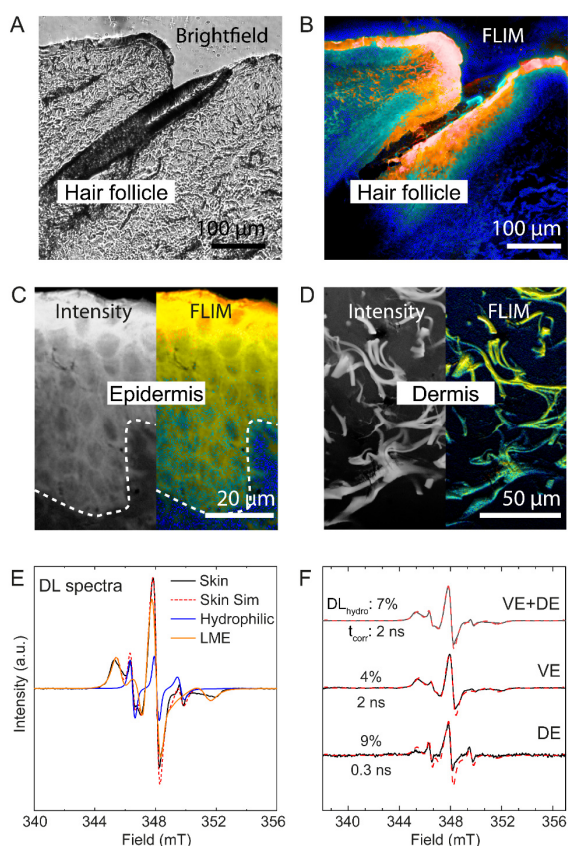 A
Brightfield
Hair follicle
100 μm
B
FLIM
Hair follicle
100 μm
C
Intensity
FLIM
Epidermis
20 μm
D
Intensity
FLIM
Dermis
50 μm
E
DL spectra
Skin
Skin Sim
Hydrophilic
LME
Intensity (a.u.)
340 344 348 352 356
Field (mT)
F
DLhydro: 7%
VE+DE
tcorr: 2 ns
4%
VE
2 ns
9%
DE
0.3 ns
340 344 348 352 356
Field (mT)